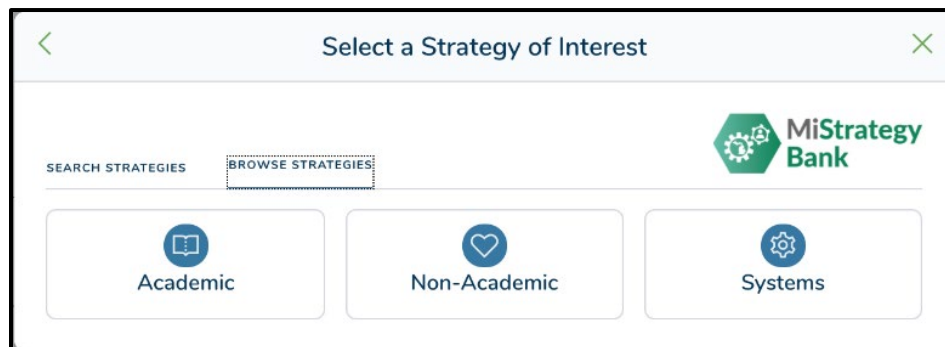 Select a Strategy of Interest
MiStrategy
Bank
SEARCH STRATEGIES
BROWSE STRATEGIES
Academic
Non-Academic
Systems